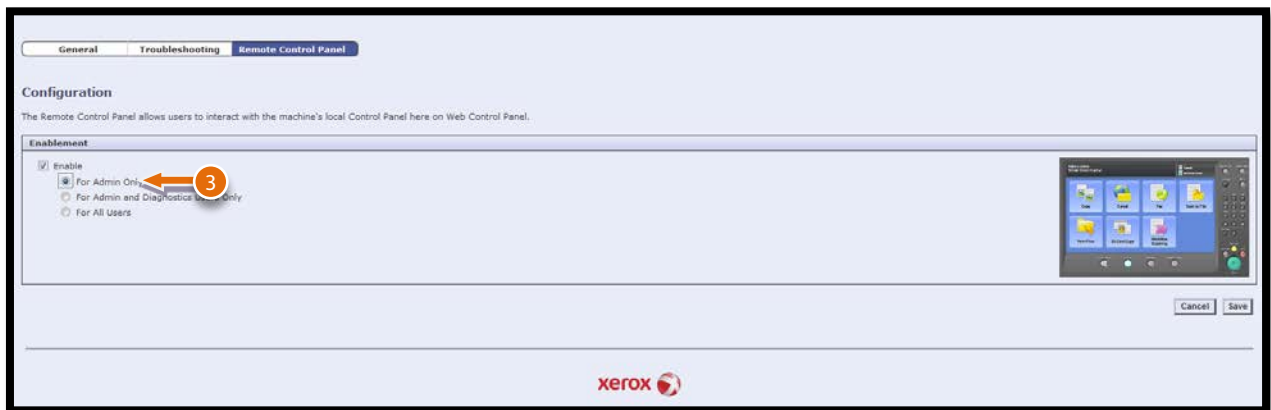 General Troubleshooting Remote Control Panel
Configuration
The Remote Control Panel allows users to interact with the machine's local Control Panel here on Web Control Panel.
Enablement
Enable
For Admin Only
3
For Admin and Diagnostics Users Only
For All Users
Cancel Save
xerox